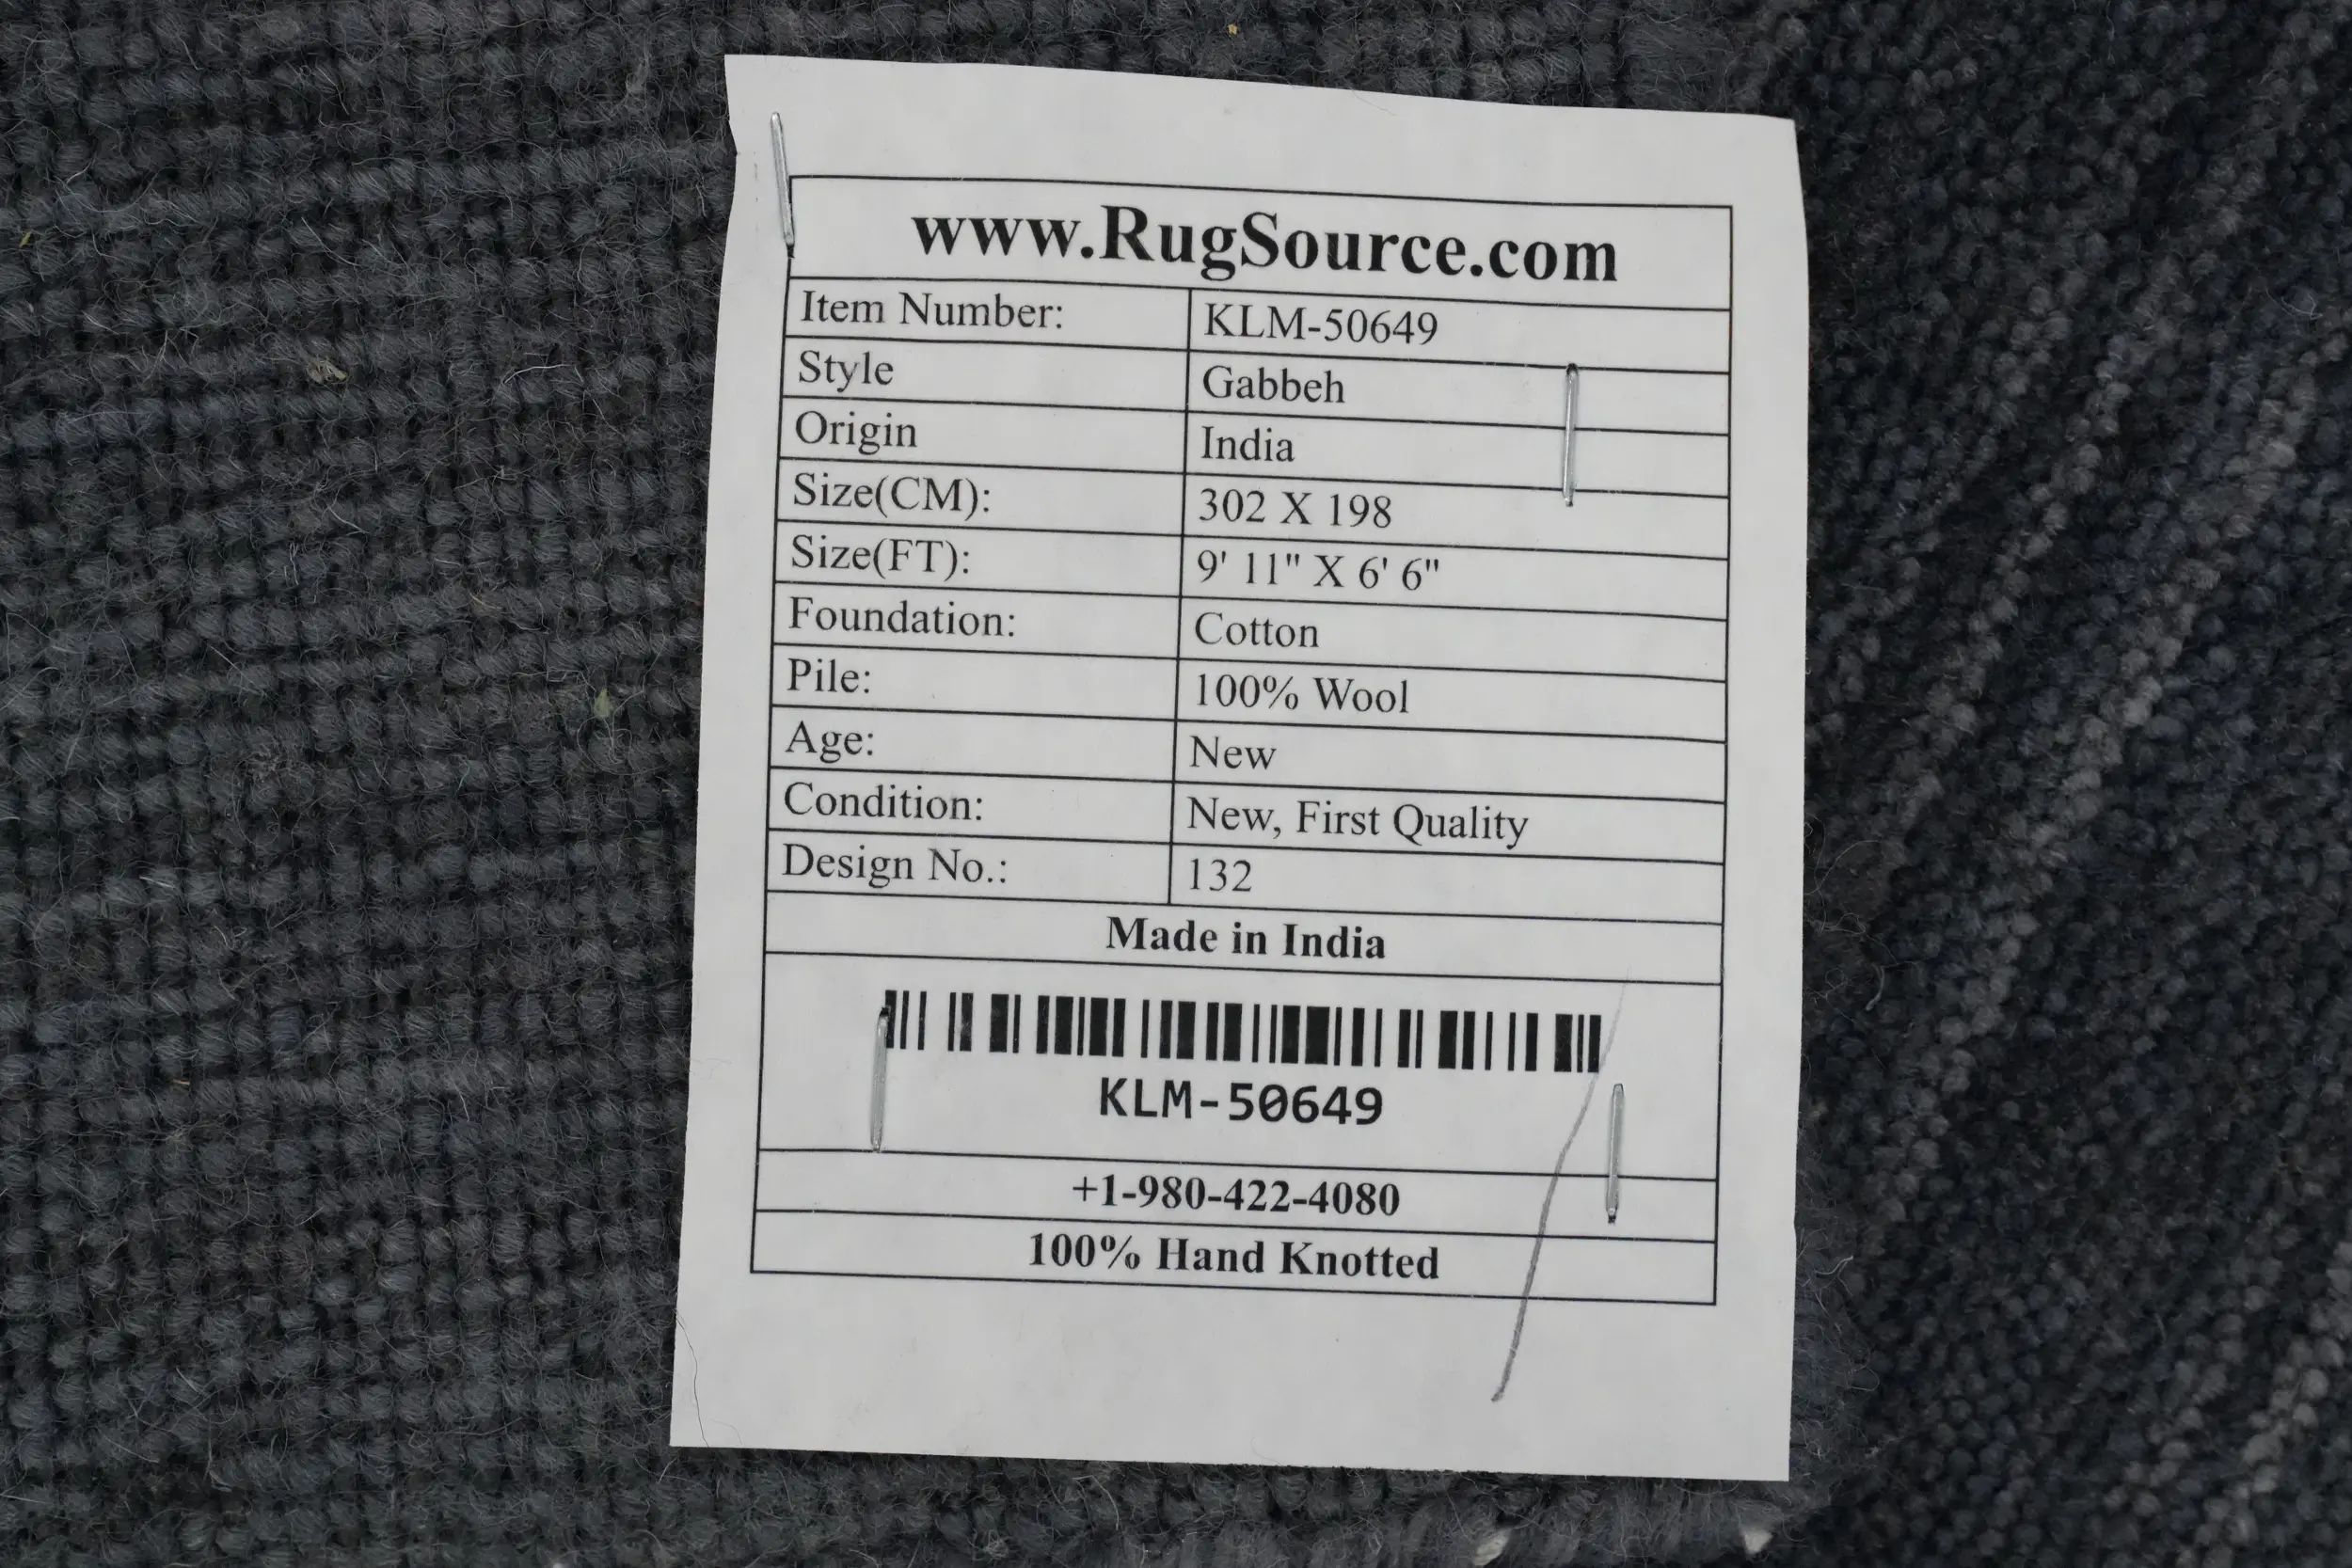 www.RugSource.com
Item Number: KLM-50649
Style Gabbeh
Origin India
Size(CM): 302 X 198
Size(FT): 9' 11" X 6' 6"
Foundation: Cotton
Pile: 100% Wool
Age: New
Condition: New, First Quality
Design No.: 132
Made in India
KLM-50649
+1-980-422-4080
100% Hand Knotted